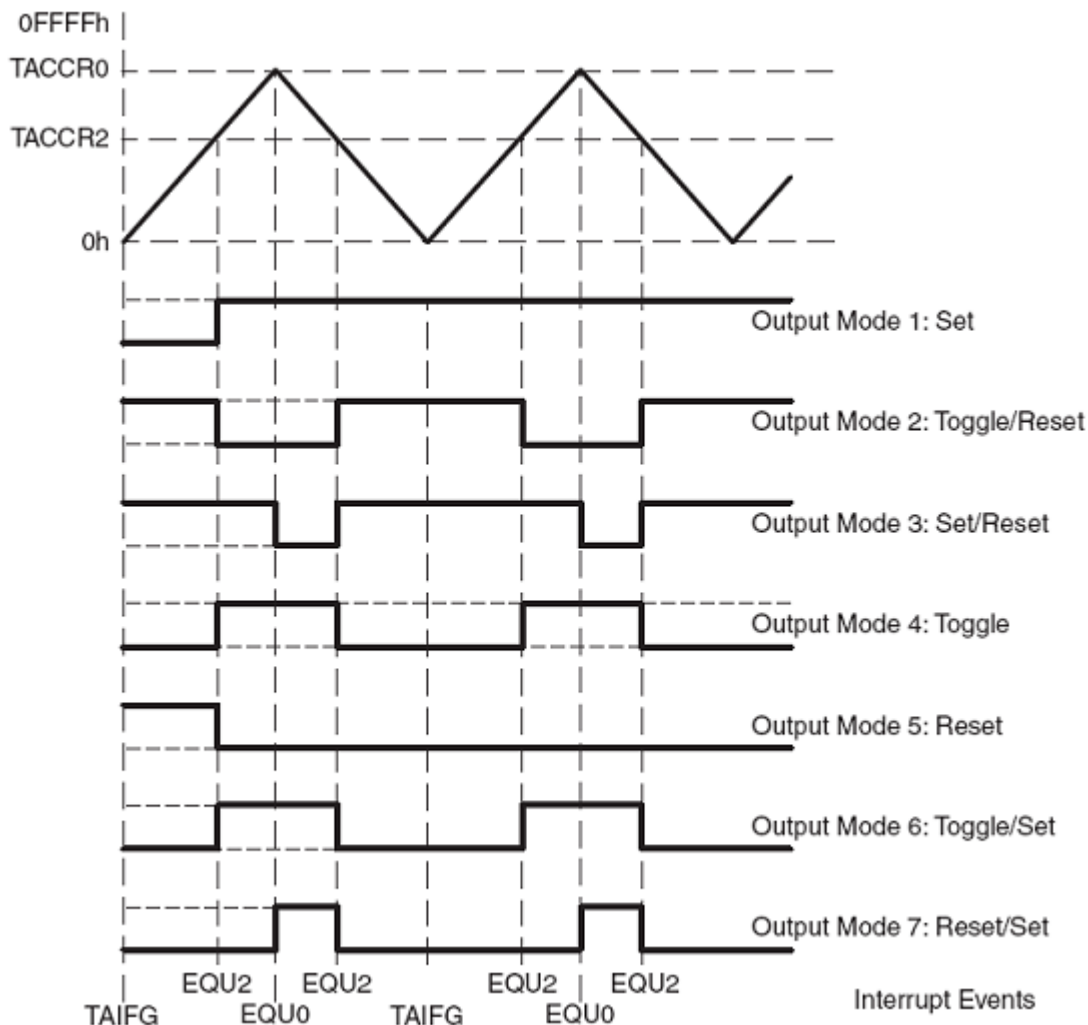 0FFFFh
TACCR0
TACCR2
0h
Output Mode 1: Set
Output Mode 2: Toggle/Reset
Output Mode 3: Set/Reset
Output Mode 4: Toggle
Output Mode 5: Reset
Output Mode 6: Toggle/Set
Output Mode 7: Reset/Set
EQU2 EQU2 EQU2 EQU2
TAIFG EQU0 TAIFG EQU0 Interrupt Events